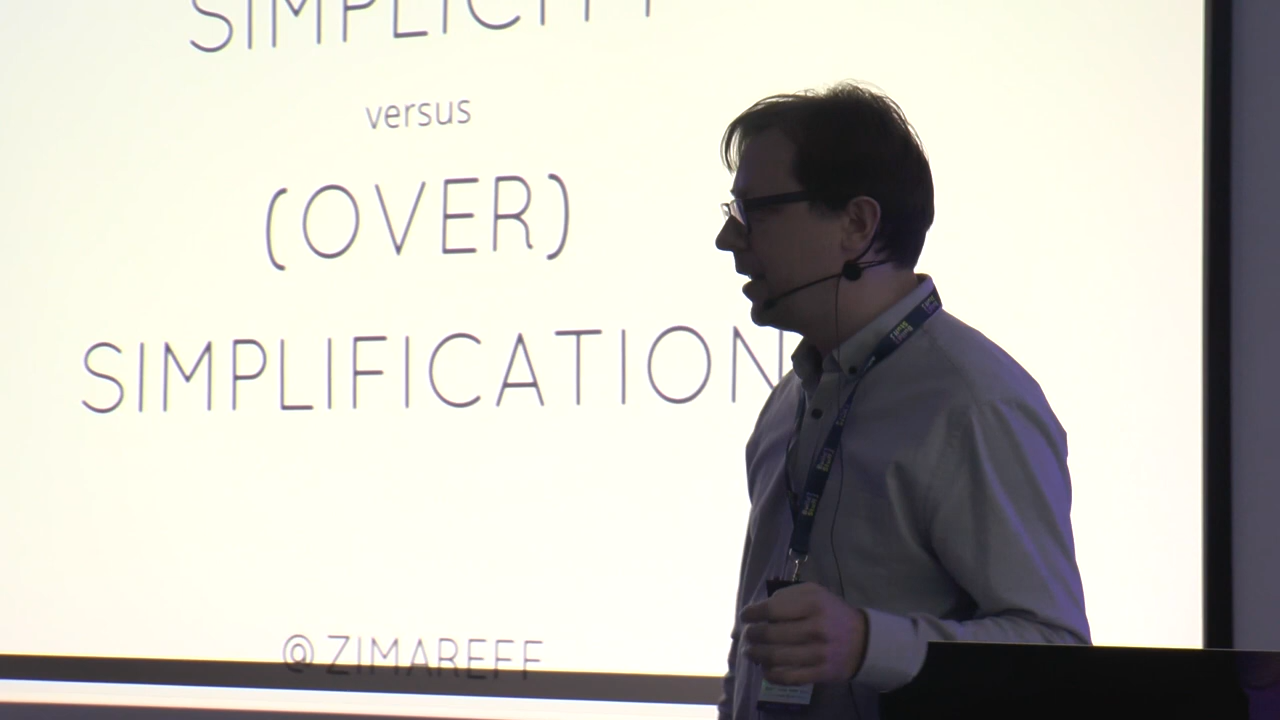 SIMPLICITY
versus
(OVER)
SIMPLIFICATION
@ZIMAREFF